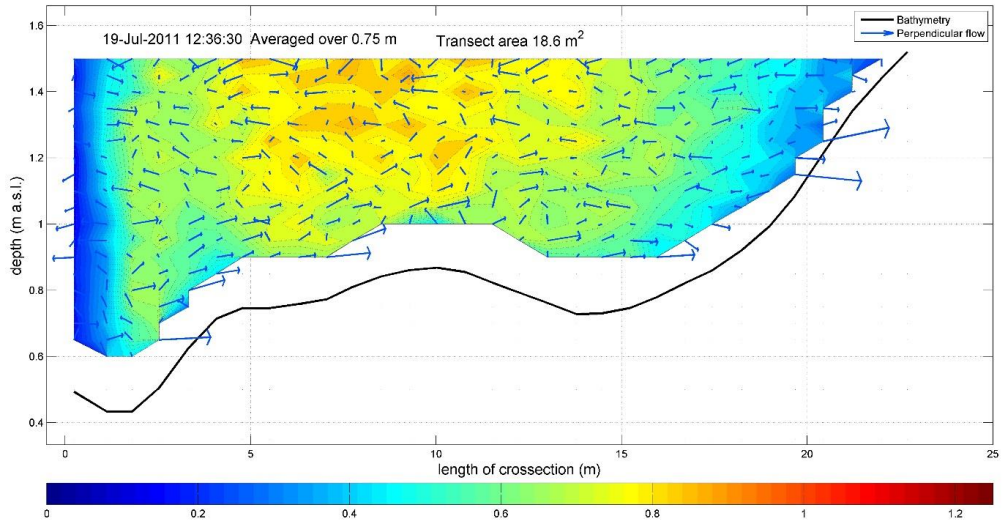 19-Jul-2011 12:36:30 Averaged over 0.75 m
Transect area 18.6 m²
Bathymetry
Perpendicular flow
1.6
1.4
1.2
1
0.8
0.6
0.4
depth (m a.s.l.)
0 5 10 15 20 25
length of crossection (m)
0 0.2 0.4 0.6 0.8 1 1.2